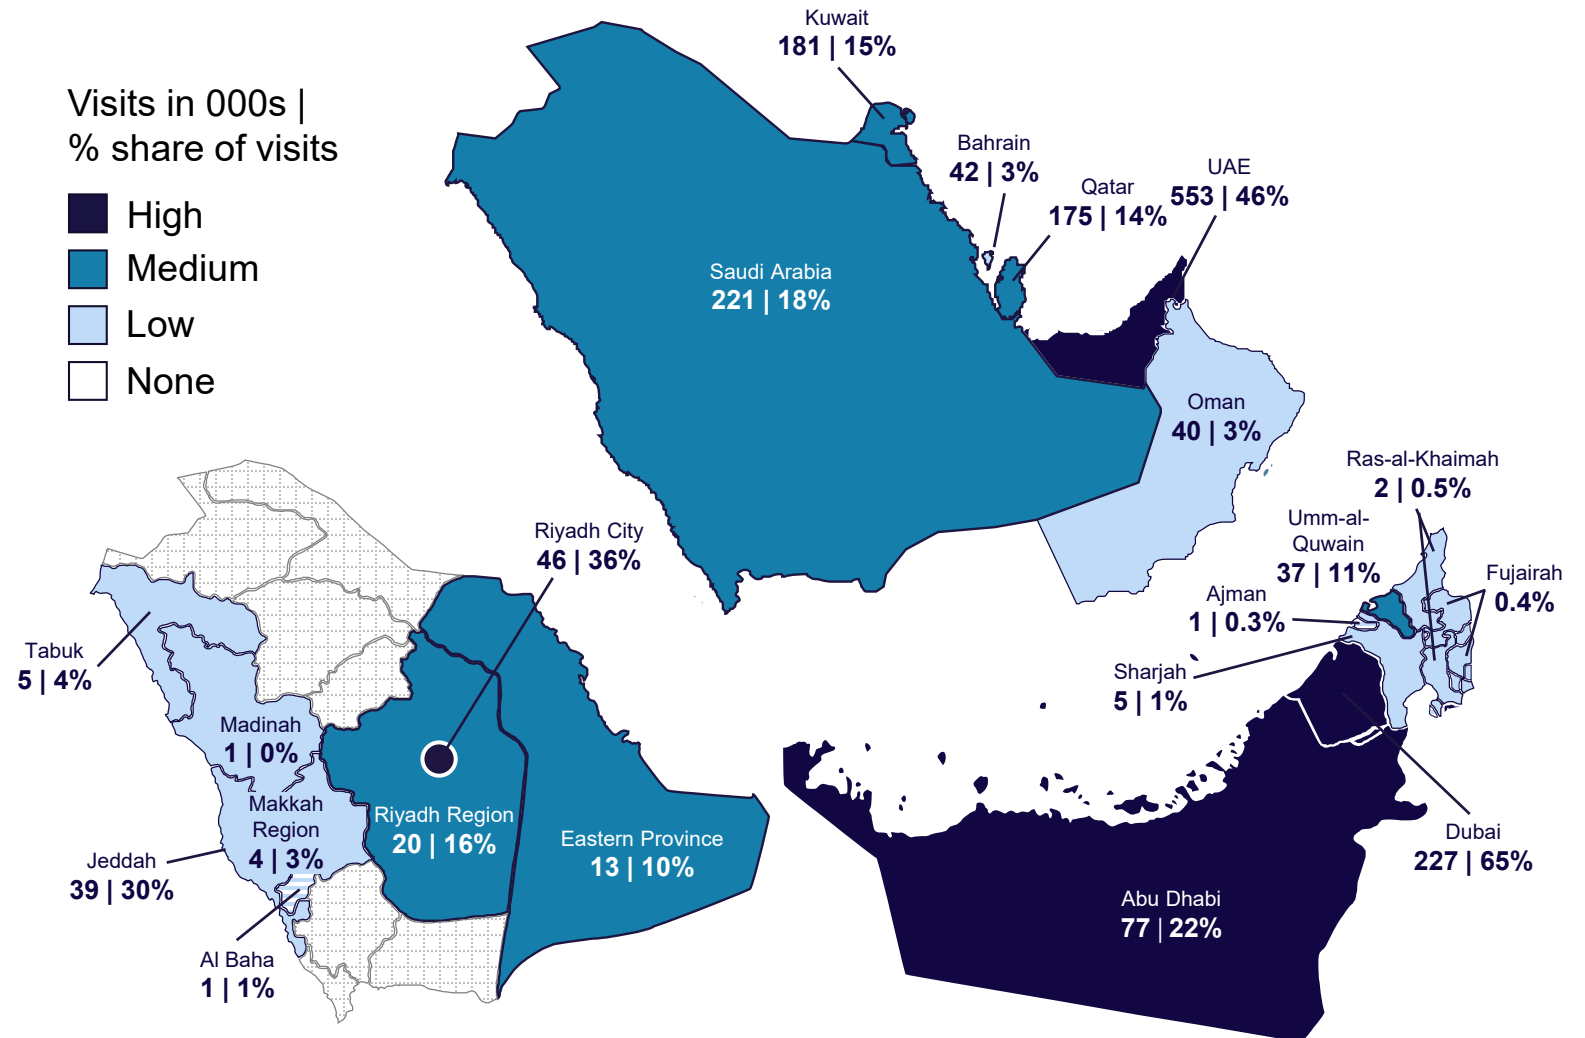 Visits in 000s |
% share of visits
High
Medium
Low
None
Kuwait
181 | 15%
Bahrain
42 | 3%
Qatar
175 | 14%
UAE
553 | 46%
Saudi Arabia
221 | 18%
Oman
40 | 3%
Riyadh City
46 | 36%
Tabuk
5 | 4%
Madinah
1 | 0%
Makkah
Region
4 | 3%
Riyadh Region
20 | 16%
Eastern Province
13 | 10%
Jeddah
39 | 30%
Al Baha
1 | 1%
Ras-al-Khaimah
2 | 0.5%
Umm-al-
Quwain
37 | 11%
Fujairah
0.4%
Ajman
1 | 0.3%
Sharjah
5 | 1%
Dubai
227 | 65%
Abu Dhabi
77 | 22%